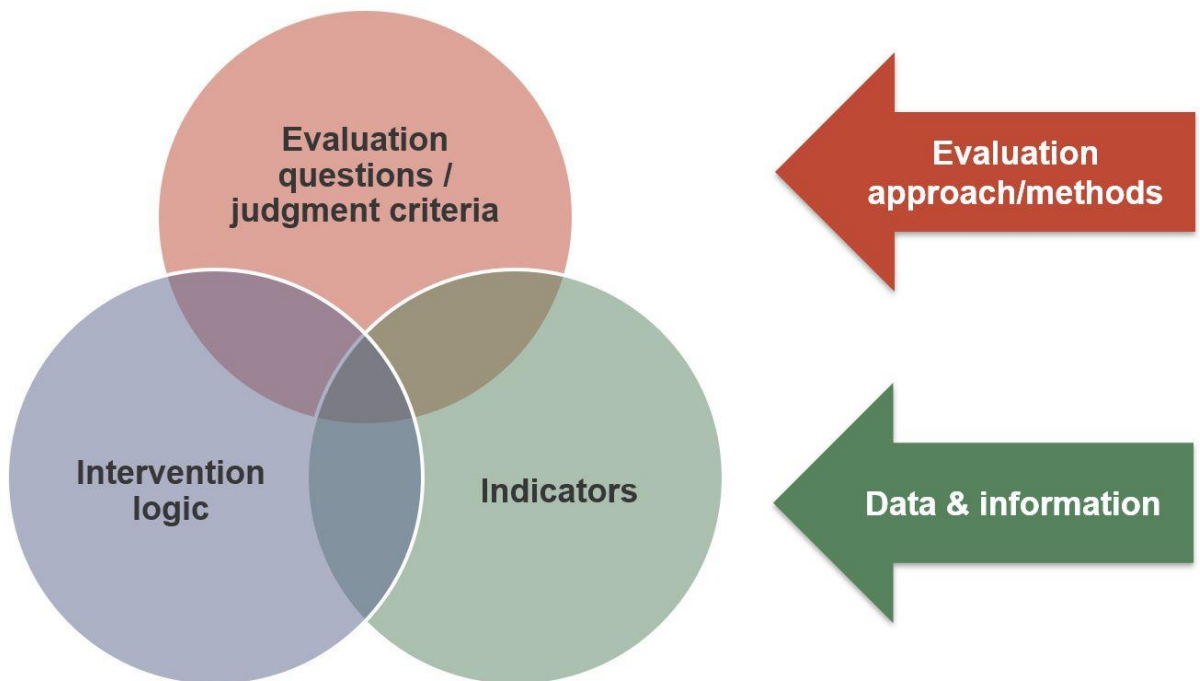 Evaluation
questions /
judgment criteria
Evaluation
approach/methods
Intervention
logic
Indicators
Data & information